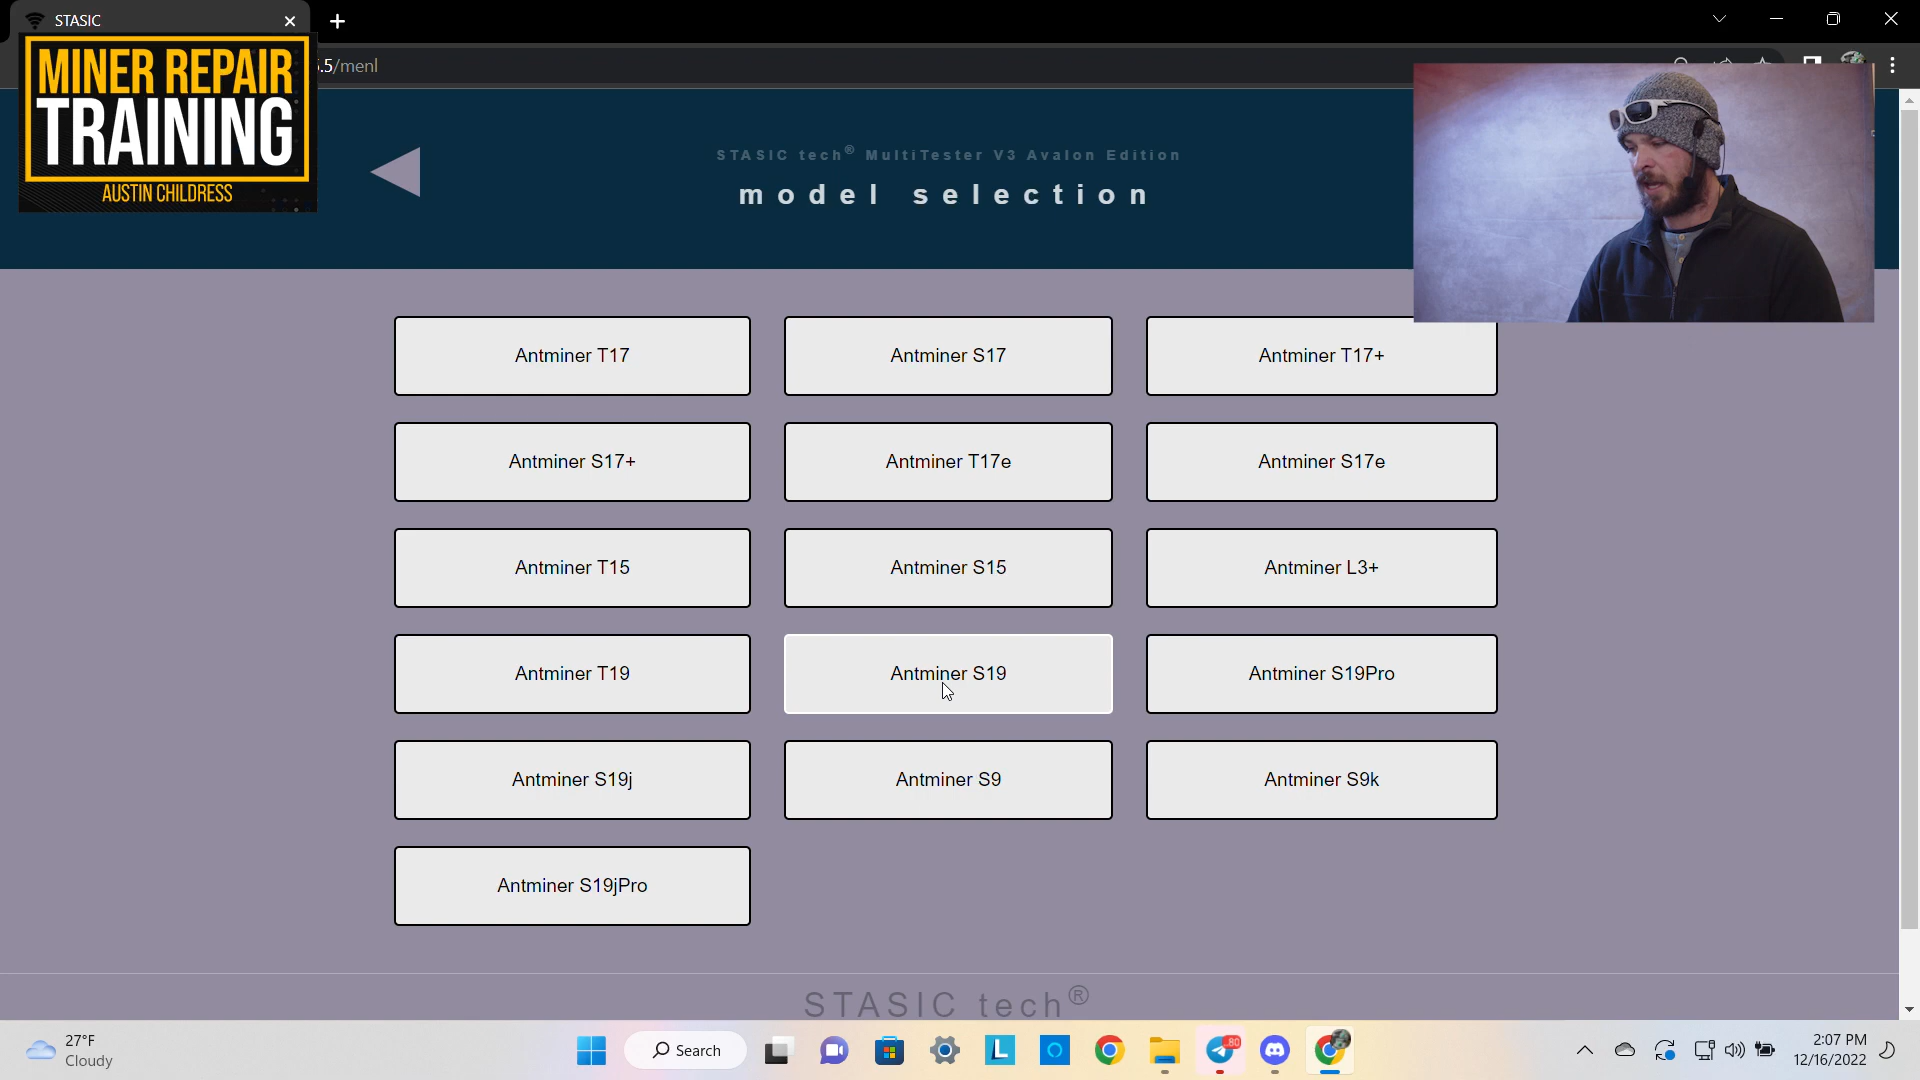 STASIC
MINER REPAIR
TRAINING
AUSTIN CHILDRESS
.5/menl
STASIC tech® MultiTester V3 Avalon Edition
model selection
Antminer T17
Antminer S17
Antminer T17+
Antminer S17+
Antminer T17e
Antminer S17e
Antminer T15
Antminer S15
Antminer L3+
Antminer T19
Antminer S19
Antminer S19Pro
Antminer S19j
Antminer S9
Antminer S9k
Antminer S19jPro
STASIC tech®
27°F
Cloudy
Search
80
2:07 PM
12/16/2022